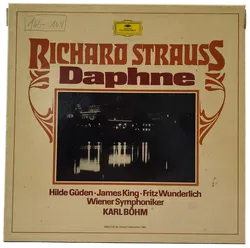 RICHARD STRAUSS
Daphne
Hilde Güden · James King · Fritz Wunderlich
Wiener Symphoniker
KARL BÖHM